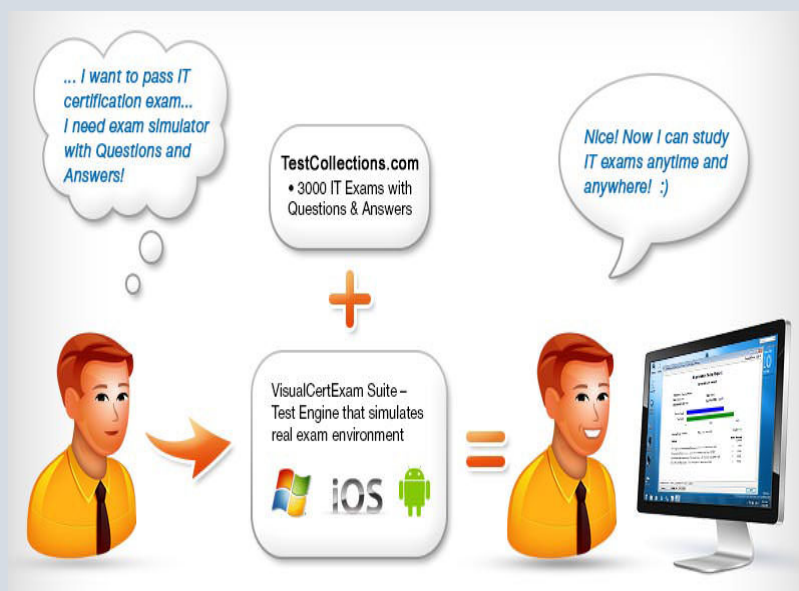 ... I want to pass IT
certification exam...
I need exam simulator
with Questions and
Answers!
TestCollections.com
• 3000 IT Exams with
Questions & Answers
Nice! Now I can study
IT exams anytime and
anywhere! :)
VisualCertExam Suite –
Test Engine that simulates
real exam environment
iOS